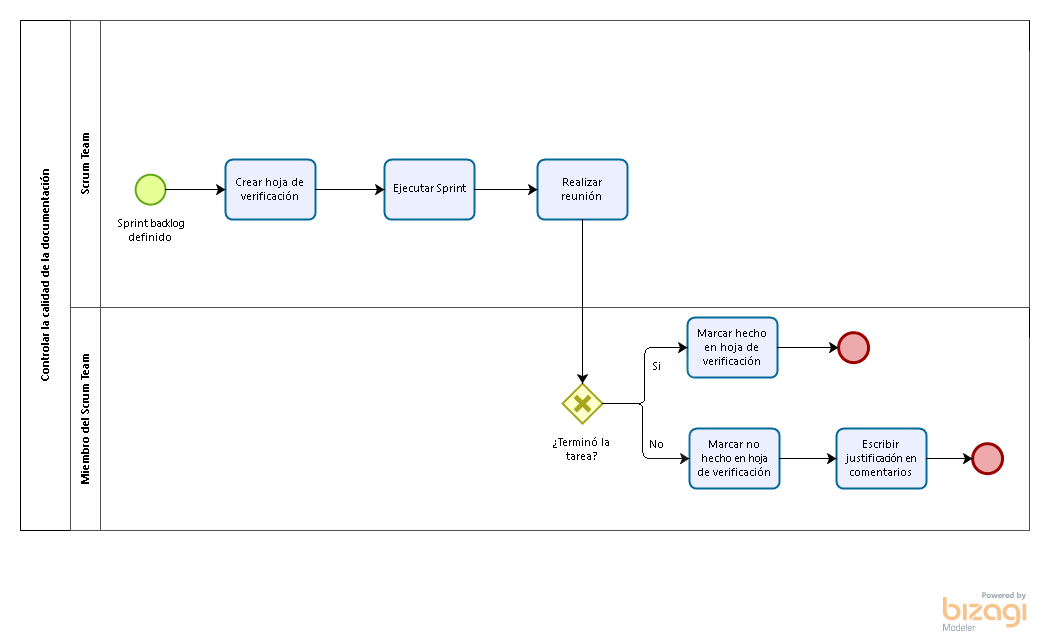 Controlar la calidad de la documentación
Scrum Team
Sprint backlog
definido
Crear hoja de
verificación
Ejecutar Sprint
Realizar
reunión
Miembro del Scrum Team
¿Terminó la
tarea?
Si
Marcar hecho
en hoja de
verificación
No
Marcar no
hecho en hoja
de verificación
Escribir
justificación en
comentarios
Powered by
bizagi
Modeler